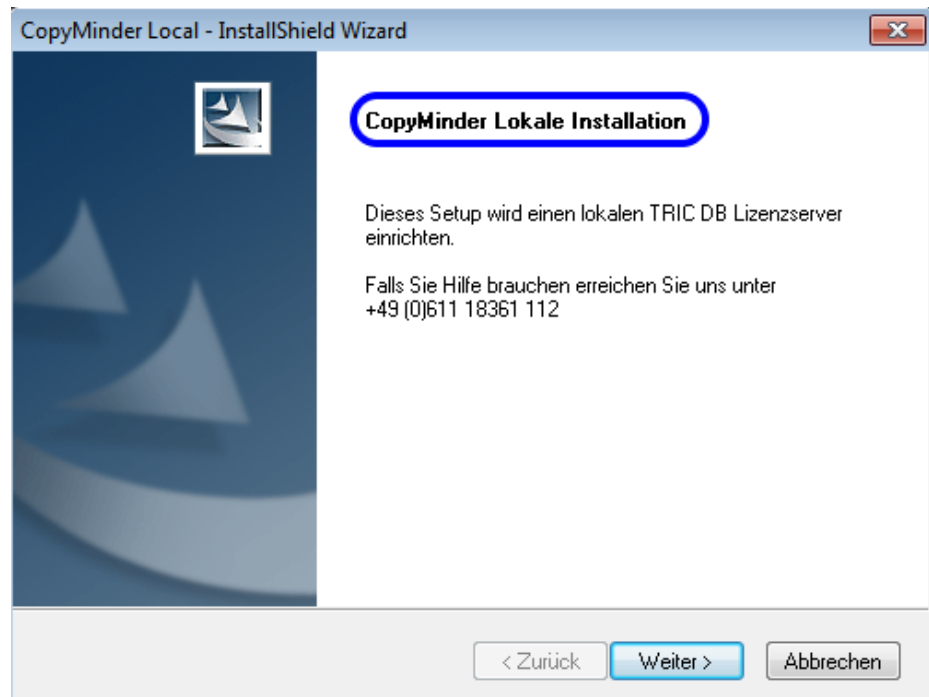 CopyMinder Local - InstallShield Wizard
CopyMinder Lokale Installation
Dieses Setup wird einen lokalen TRIC DB Lizenzserver
einrichten.
Falls Sie Hilfe brauchen erreichen Sie uns unter
+49 (0)611 18361 112
< Zurück
Weiter >
Abbrechen